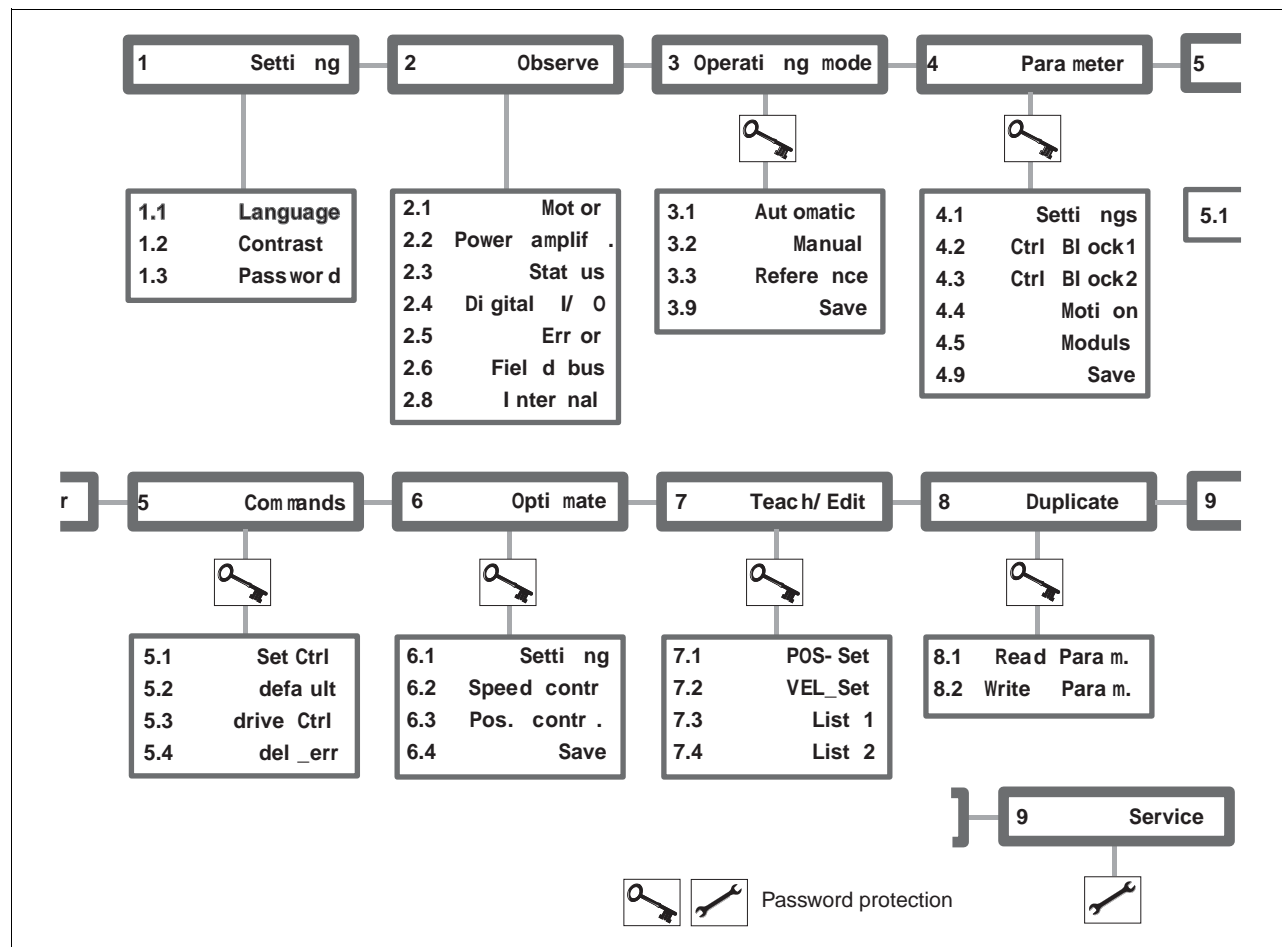 1 Setting
2 Observe
3 Operating mode
4 Parameter
5
1.1 Language
1.2 Contrast
1.3 Password
2.1 Motor
2.2 Power amplif.
2.3 Status
2.4 Digital I/O
2.5 Error
2.6 Field bus
2.8 Internal
3.1 Automatic
3.2 Manual
3.3 Reference
3.9 Save
4.1 Settings
4.2 Ctrl Block1
4.3 Ctrl Block2
4.4 Motion
4.5 Moduls
4.9 Save
5.1
r
5 Commands
6 Optimate
7 Teach/Edit
8 Duplicate
9
5.1 Set Ctrl
5.2 default
5.3 drive Ctrl
5.4 del_err
6.1 Setting
6.2 Speed contr
6.3 Pos. contr.
6.4 Save
7.1 POS-Set
7.2 VEL_Set
7.3 List 1
7.4 List 2
8.1 Read Param.
8.2 Write Param.
9 Service
Password protection